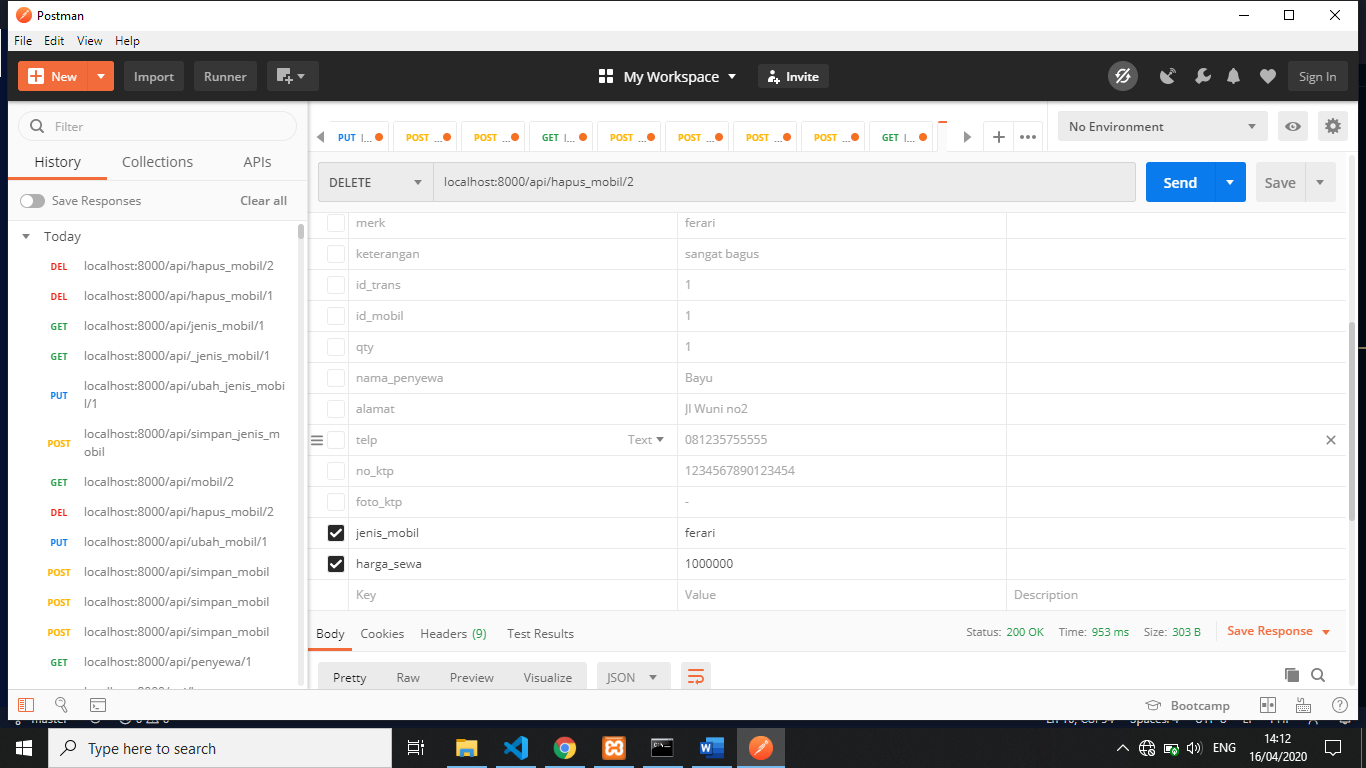 Postman
File Edit View Help
New Import Runner My Workspace Invite Sign In
Filter
History Collections APIs
Save Responses Clear all
Today
DEL localhost:8000/api/hapus_mobil/2
DEL localhost:8000/api/hapus_mobil/1
GET localhost:8000/api/jenis_mobil/1
GET localhost:8000/api/_jenis_mobil/1
PUT localhost:8000/api/ubah_jenis_mobi
l/1
POST localhost:8000/api/simpan_jenis_m
obil
GET localhost:8000/api/mobil/2
DEL localhost:8000/api/hapus_mobil/2
PUT localhost:8000/api/ubah_mobil/1
POST localhost:8000/api/simpan_mobil
POST localhost:8000/api/simpan_mobil
POST localhost:8000/api/simpan_mobil
GET localhost:8000/api/penyewa/1
PUT l... POST ... POST ... GET l... POST ... POST ... POST ... POST ... GET l...
No Environment
DELETE localhost:8000/api/hapus_mobil/2 Send Save
merk ferari
keterangan sangat bagus
id_trans 1
id_mobil 1
qty 1
nama_penyewa Bayu
alamat Jl Wuni no2
telp Text 081235755555
no_ktp 1234567890123454
foto_ktp -
jenis_mobil ferari
harga_sewa 1000000
Key Value Description
Body Cookies Headers (9) Test Results Status: 200 OK Time: 953 ms Size: 303 B Save Response
Pretty Raw Preview Visualize JSON
Bootcamp
master
Type here to search
ENG
14:12
16/04/2020